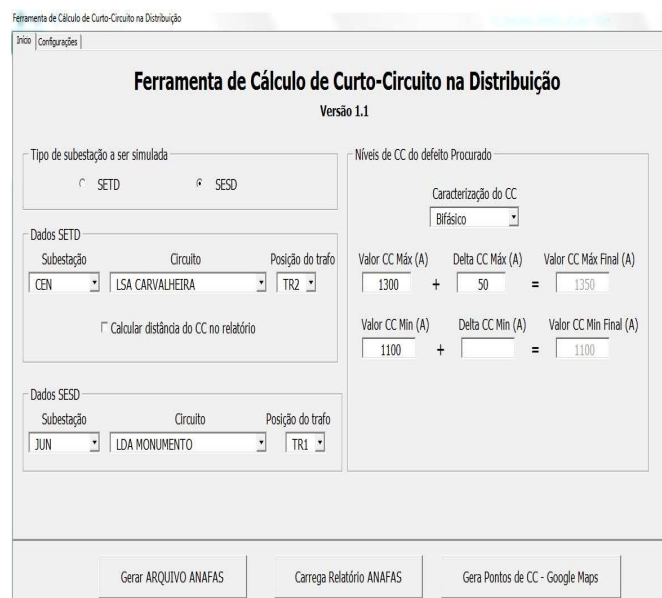 Ferramenta de Cálculo de Curto-Circuito na Distribuição
Início Configurações
Ferramenta de Cálculo de Curto-Circuito na Distribuição
Versão 1.1
Tipo de subestação a ser simulada
SETD SESD
Dados SETD
Subestação Circuito Posição do trafo
CEN LSA CARVALHEIRA TR2
Calcular distância do CC no relatório
Dados SESD
Subestação Circuito Posição do trafo
JUN LDA MONUMENTO TR1
Níveis de CC do defeito Procurado
Caracterização do CC
Bifásico
Valor CC Máx (A) Delta CC Máx (A) Valor CC Máx Final (A)
1300 + 50 = 1350
Valor CC Min (A) Delta CC Min (A) Valor CC Min Final (A)
1100 + = 1100
Gerar ARQUIVO ANAFAS Carrega Relatório ANAFAS Gera Pontos de CC - Google Maps